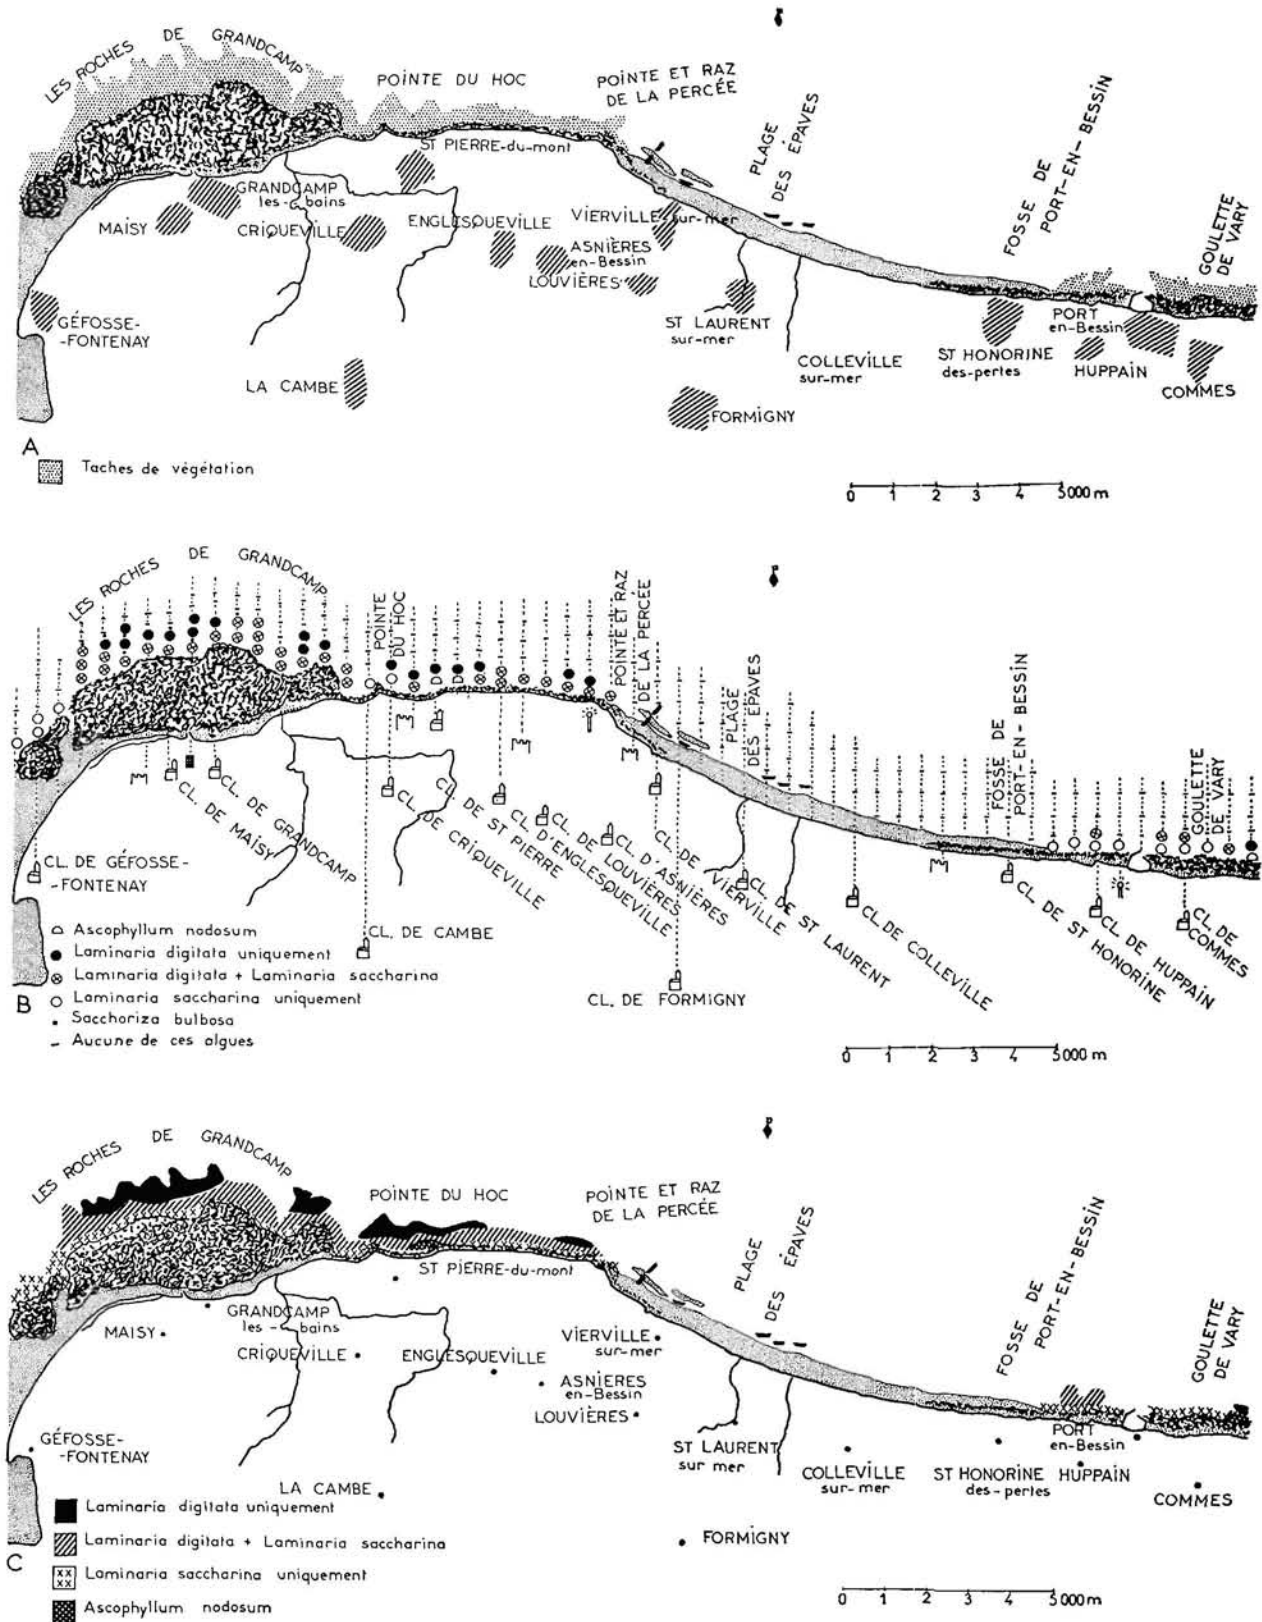 LES ROCHES DE GRANDCAMP
POINTE DU HOC
POINTE ET RAZ
DE LA PERCÉE
PLAGE
DES ÉPAVES
FOSSE DE
PORT-EN-BESSIN
GOULETTE
DE VARY
ST PIERRE-du-mont
GRANDCAMP
les-bains
MAISY
CRIQUEVILLE
ENGLESQUEVILLE
VIERVILLE
sur-mer
ASNIÈRES
en-Bessin
LOUVIÈRES
GÉFOSSE-
-FONTENAY
ST LAURENT
sur-mer
COLLEVILLE
sur-mer
ST HONORINE
des-pertes
PORT
en-Bessin
HUPPAIN
COMMES
LA CAMBE
FORMIGNY
A
Taches de végétation
0 1 2 3 4 5000 m
LES ROCHES DE GRANDCAMP
POINTE
DU HOC
POINTE ET RAZ
DE LA PERCÉE
PLAGE
DES ÉPAVES
FOSSE DE
PORT-EN-BESSIN
GOULETTE
DE VARY
CL. DE GÉFOSSE-
-FONTENAY
CL. DE MAISY
CL. DE GRANDCAMP
CL. DE CAMBE
CL. DE CRIQUEVILLE
CL. DE ST PIERRE
CL. D'ENGLESQUEVILLE
CL. DE LOUVIÈRES
CL. D'ASNIÈRES
CL. DE VIERVILLE
CL. DE FORMIGNY
CL. DE ST LAURENT
CL. DE COLLEVILLE
CL. DE ST HONORINE
CL. DE HUPPAIN
CL. DE
COMMES
B
Ascophyllum nodosum
Laminaria digitata uniquement
Laminaria digitata + Laminaria saccharina
Laminaria saccharina uniquement
Sacchoriza bulbosa
Aucune de ces algues
0 1 2 3 4 5000 m
LES ROCHES DE GRANDCAMP
POINTE DU HOC
POINTE ET RAZ
DE LA PERCÉE
PLAGE
DES ÉPAVES
FOSSE DE
PORT-EN-BESSIN
GOULETTE
DE VARY
ST PIERRE-du-mont
GRANDCAMP
les-bains
MAISY
CRIQUEVILLE
ENGLESQUEVILLE
VIERVILLE
sur-mer
ASNIERES
en-Bessin
LOUVIÈRES
GÉFOSSE-
-FONTENAY
ST LAURENT
sur mer
COLLEVILLE
sur-mer
ST HONORINE
des-pertes
PORT
en-Bessin
HUPPAIN
COMMES
LA CAMBE
FORMIGNY
C
Laminaria digitata uniquement
Laminaria digitata + Laminaria saccharina
Laminaria saccharina uniquement
Ascophyllum nodosum
0 1 2 3 4 5000 m